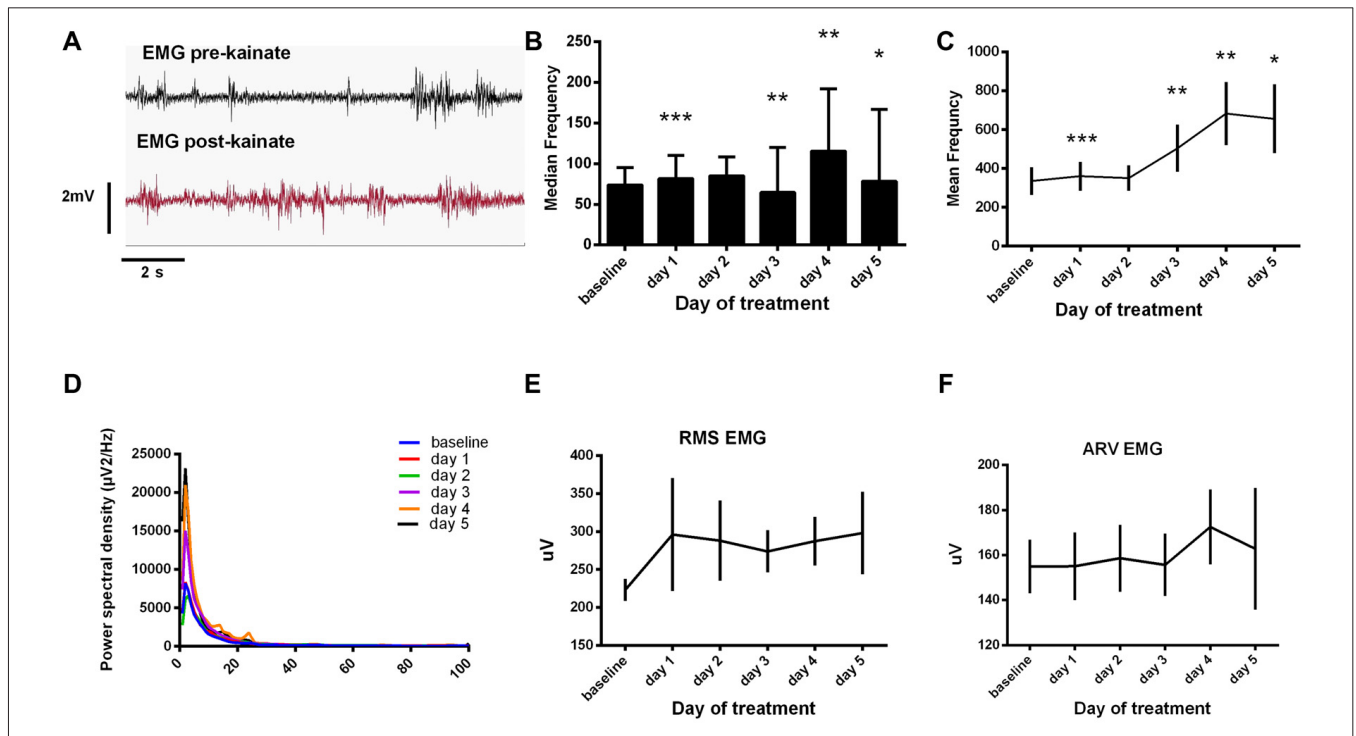 A
EMG pre-kainate
EMG post-kainate
2mV
2 s
B
Median Frequency
250
200
150
100
50
0
***
**
**
*
baseline
day 1
day 2
day 3
day 4
day 5
Day of treatment
C
Mean Frequncy
1000
800
600
400
200
0
***
**
**
*
baseline
day 1
day 2
day 3
day 4
day 5
Day of treatment
D
Power spectral density (µV2/Hz)
25000
20000
15000
10000
5000
0
0
20
40
60
80
100
baseline
day 1
day 2
day 3
day 4
day 5
E
RMS EMG
uV
400
350
300
250
200
150
baseline
day 1
day 2
day 3
day 4
day 5
Day of treatment
F
ARV EMG
uV
200
180
160
140
120
baseline
day 1
day 2
day 3
day 4
day 5
Day of treatment